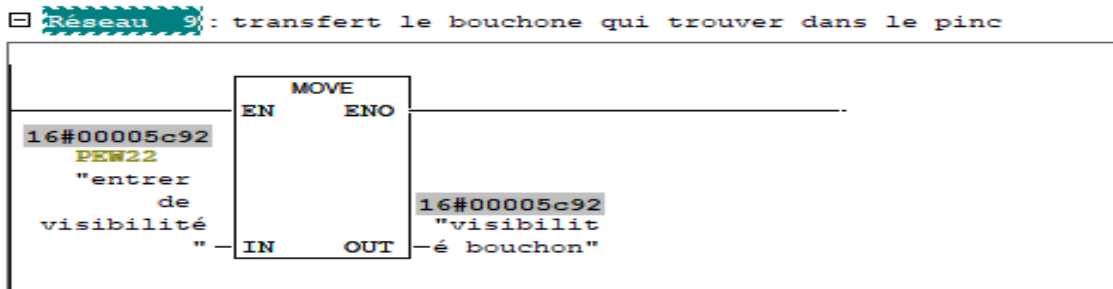 Réseau 9: transfert le bouchone qui trouver dans le pinc
MOVE
EN ENO
16#00005c92
PEW22
"entrer
de
visibilité
" IN
16#00005c92
"visibilit
OUT é bouchon"